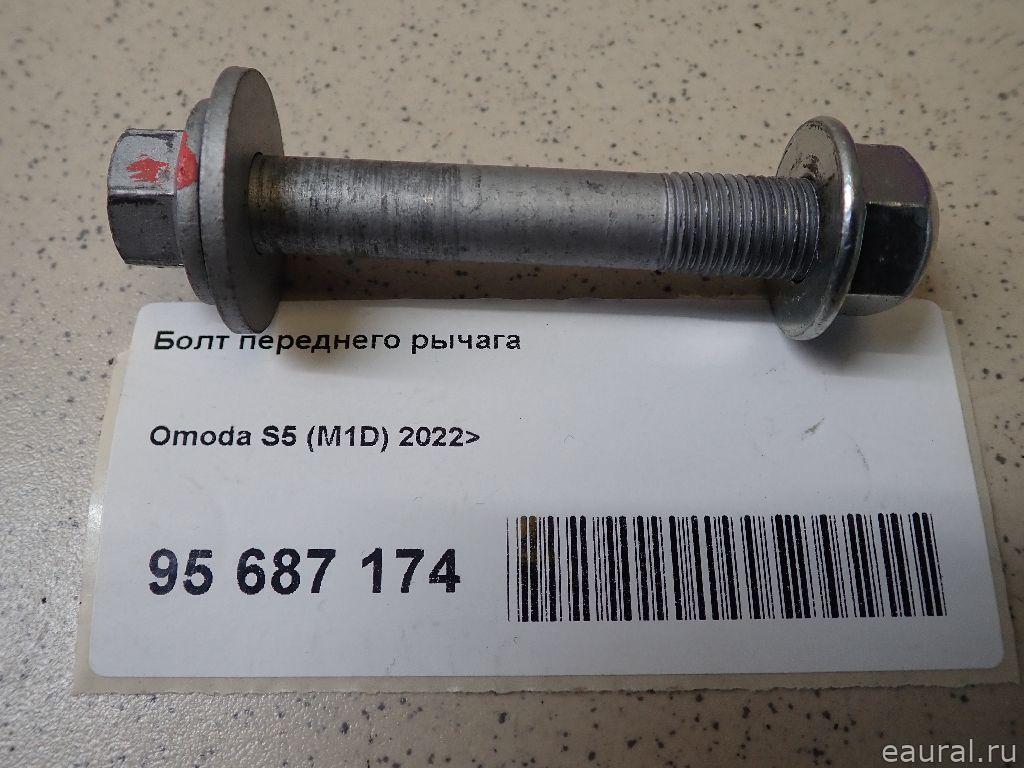 Болт переднего рычага
Omoda S5 (M1D) 2022>
95 687 174
eaural.ru